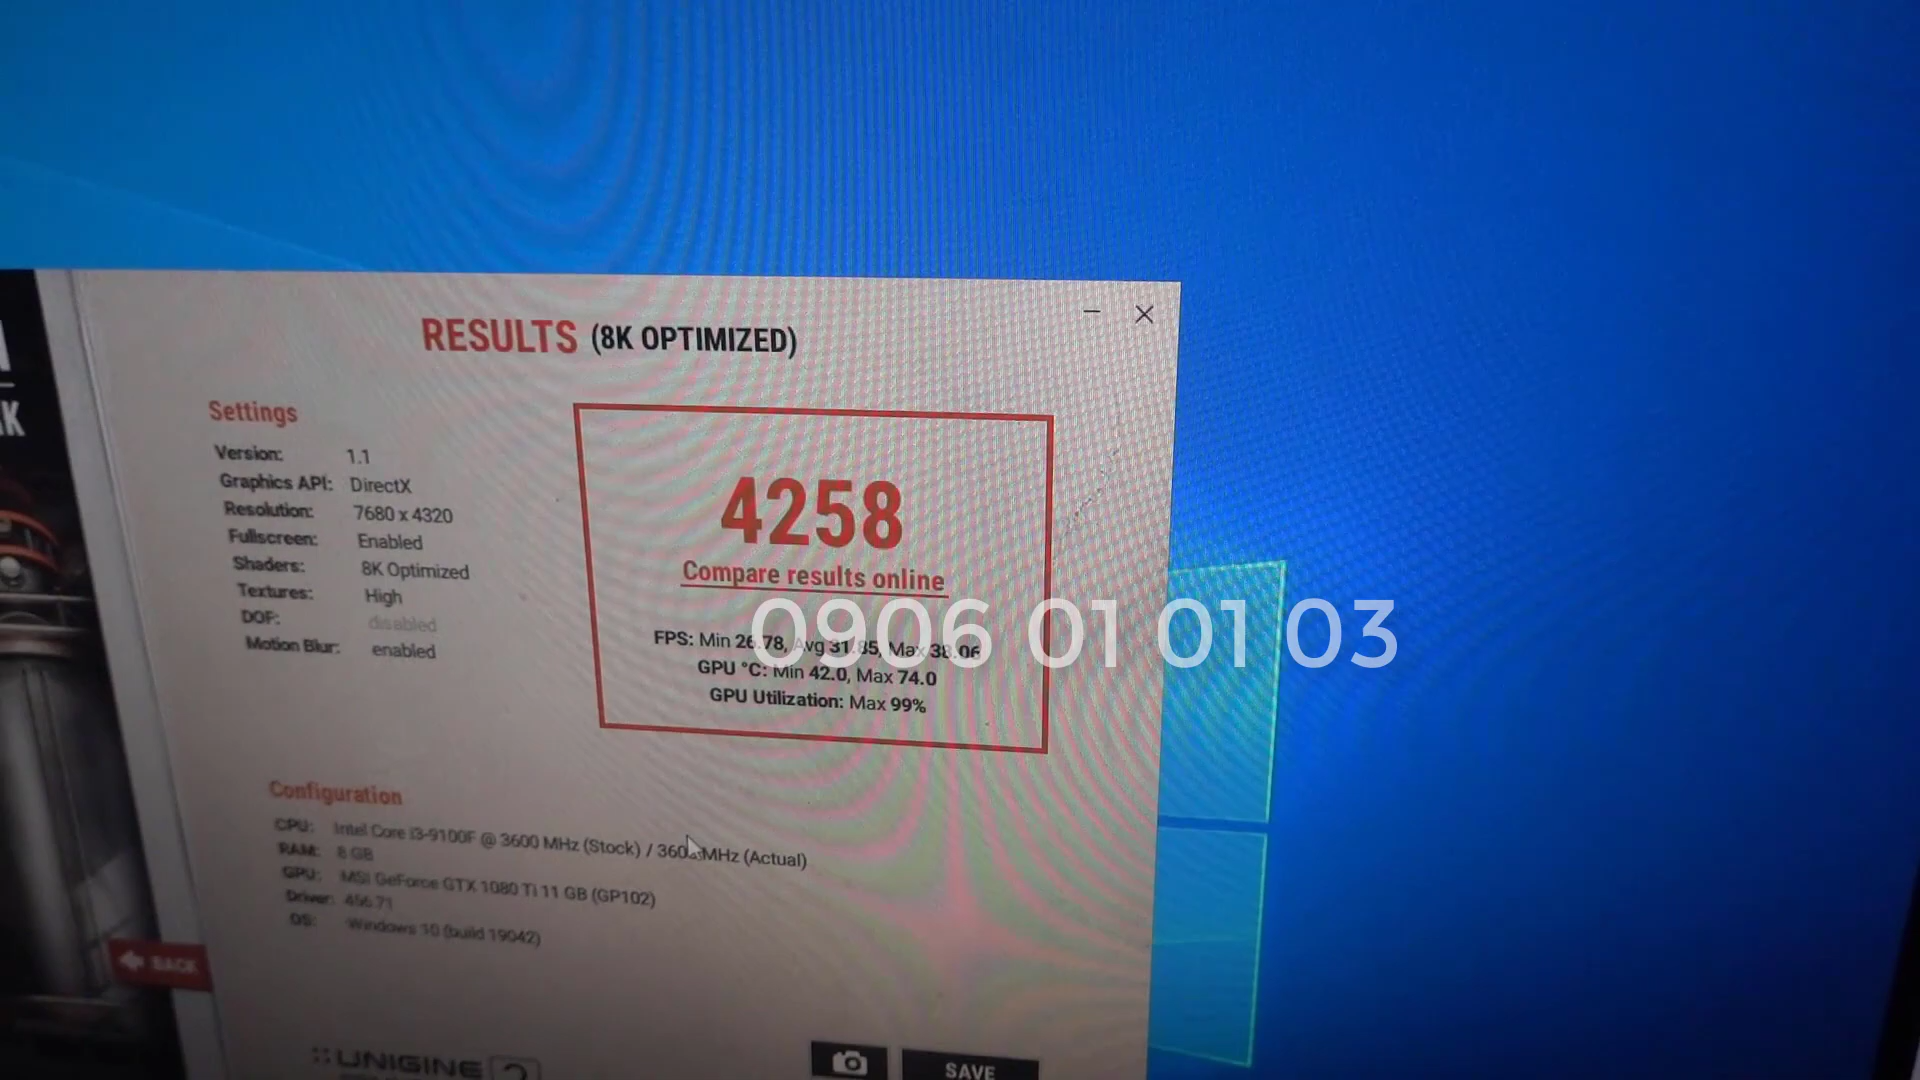 RESULTS (8K OPTIMIZED)
Settings
Version: 1.1
Graphics API: DirectX
Resolution: 7680 x 4320
Fullscreen: Enabled
Shaders: 8K Optimized
Textures: High
DOF: disabled
Motion Blur: enabled
4258
Compare results online
0906 01 01 03
FPS: Min 26.78, Avg 31.85, Max 38.06
GPU °C: Min 42.0, Max 74.0
GPU Utilization: Max 99%
Configuration
CPU: Intel Core i3-9100F @ 3600 MHz (Stock) / MHz (Actual)
RAM: 8 GB
GPU: MSI GeForce GTX 1080 Ti 11 GB (GP102)
Driver: 456.71
OS: Windows 10 (build 19042)
BACK
UNIGINE 2
SAVE